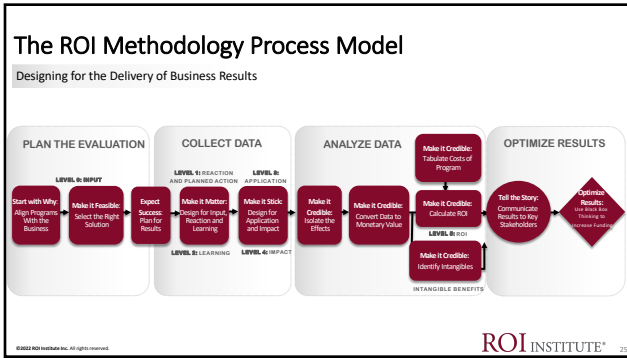 The ROI Methodology Process Model
Designing for the Delivery of Business Results
PLAN THE EVALUATION
LEVEL 0: INPUT
Start with Why:
Align Programs
With the
Business
Make it Feasible:
Select the Right
Solution
Expect
Success:
Plan for
Results
COLLECT DATA
LEVEL 1: REACTION
AND PLANNED ACTION
Make it Matter:
Design for Input,
Reaction and
Learning
LEVEL 2: LEARNING
LEVEL 3:
APPLICATION
Make it Stick:
Design for
Application
and Impact
LEVEL 4: IMPACT
ANALYZE DATA
Make it
Credible:
Isolate the
Effects
Make it Credible:
Convert Data to
Monetary Value
Make it Credible:
Tabulate Costs of
Program
Make it Credible:
Calculate ROI
LEVEL 5: ROI
Make it Credible:
Identify Intangibles
INTANGIBLE BENEFITS
OPTIMIZE RESULTS
Tell the Story:
Communicate
Results to Key
Stakeholders
Optimize
Results:
Use Black Box
Thinking to
Increase Funding
©2022 ROI Institute Inc. All rights reserved.
ROI INSTITUTE®
25